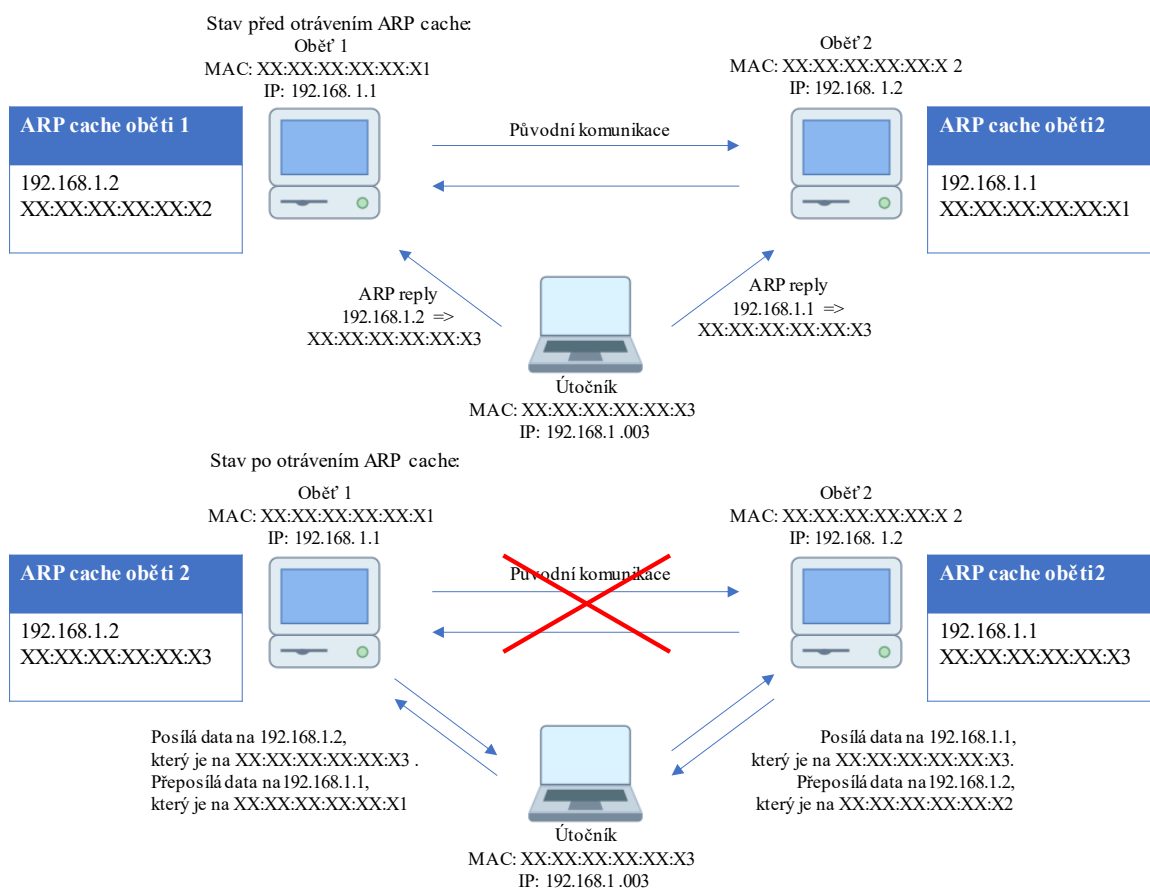 Stav před otrávením ARP cache:
Oběť 1
MAC: XX:XX:XX:XX:XX:X1
IP: 192.168. 1.1
Oběť 2
MAC: XX:XX:XX:XX:XX:X 2
IP: 192.168. 1.2
ARP cache oběti 1
192.168.1.2
XX:XX:XX:XX:XX:X2
Původní komunikace
ARP cache oběti2
192.168.1.1
XX:XX:XX:XX:XX:X1
ARP reply
192.168.1.2 =>
XX:XX:XX:XX:XX:X3
ARP reply
192.168.1.1 =>
XX:XX:XX:XX:XX:X3
Útočník
MAC: XX:XX:XX:XX:XX:X3
IP: 192.168.1 .003
Stav po otrávením ARP cache:
Oběť 1
MAC: XX:XX:XX:XX:XX:X1
IP: 192.168. 1.1
Oběť 2
MAC: XX:XX:XX:XX:XX:X 2
IP: 192.168. 1.2
ARP cache oběti 2
192.168.1.2
XX:XX:XX:XX:XX:X3
Původní komunikace
ARP cache oběti2
192.168.1.1
XX:XX:XX:XX:XX:X3
Posílá data na 192.168.1.2,
který je na XX:XX:XX:XX:XX:X3 .
Přeposílá data na 192.168.1.1,
který je na XX:XX:XX:XX:XX:X1
Posílá data na 192.168.1.1,
který je na XX:XX:XX:XX:XX:X3.
Přeposílá data na 192.168.1.2,
který je na XX:XX:XX:XX:XX:X2
Útočník
MAC: XX:XX:XX:XX:XX:X3
IP: 192.168.1 .003